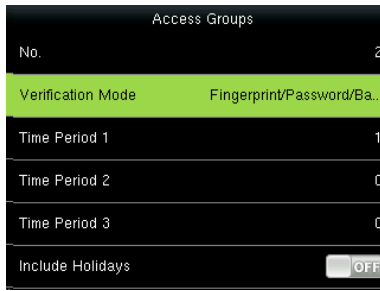 Access Groups
No. 2
Verification Mode Fingerprint/Password/Ba...
Time Period 1 1
Time Period 2 0
Time Period 3 0
Include Holidays OFF